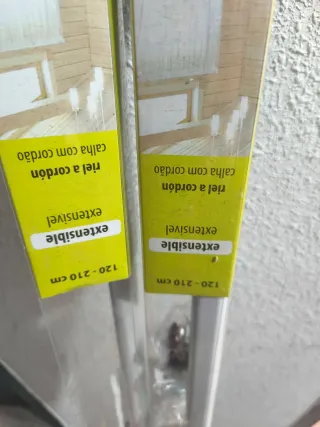 riel a cordón
calha com cordão
extensible
extensível
120 - 210 cm
riel a cordón
calha com cordão
extensible
extensível
120 - 210 cm